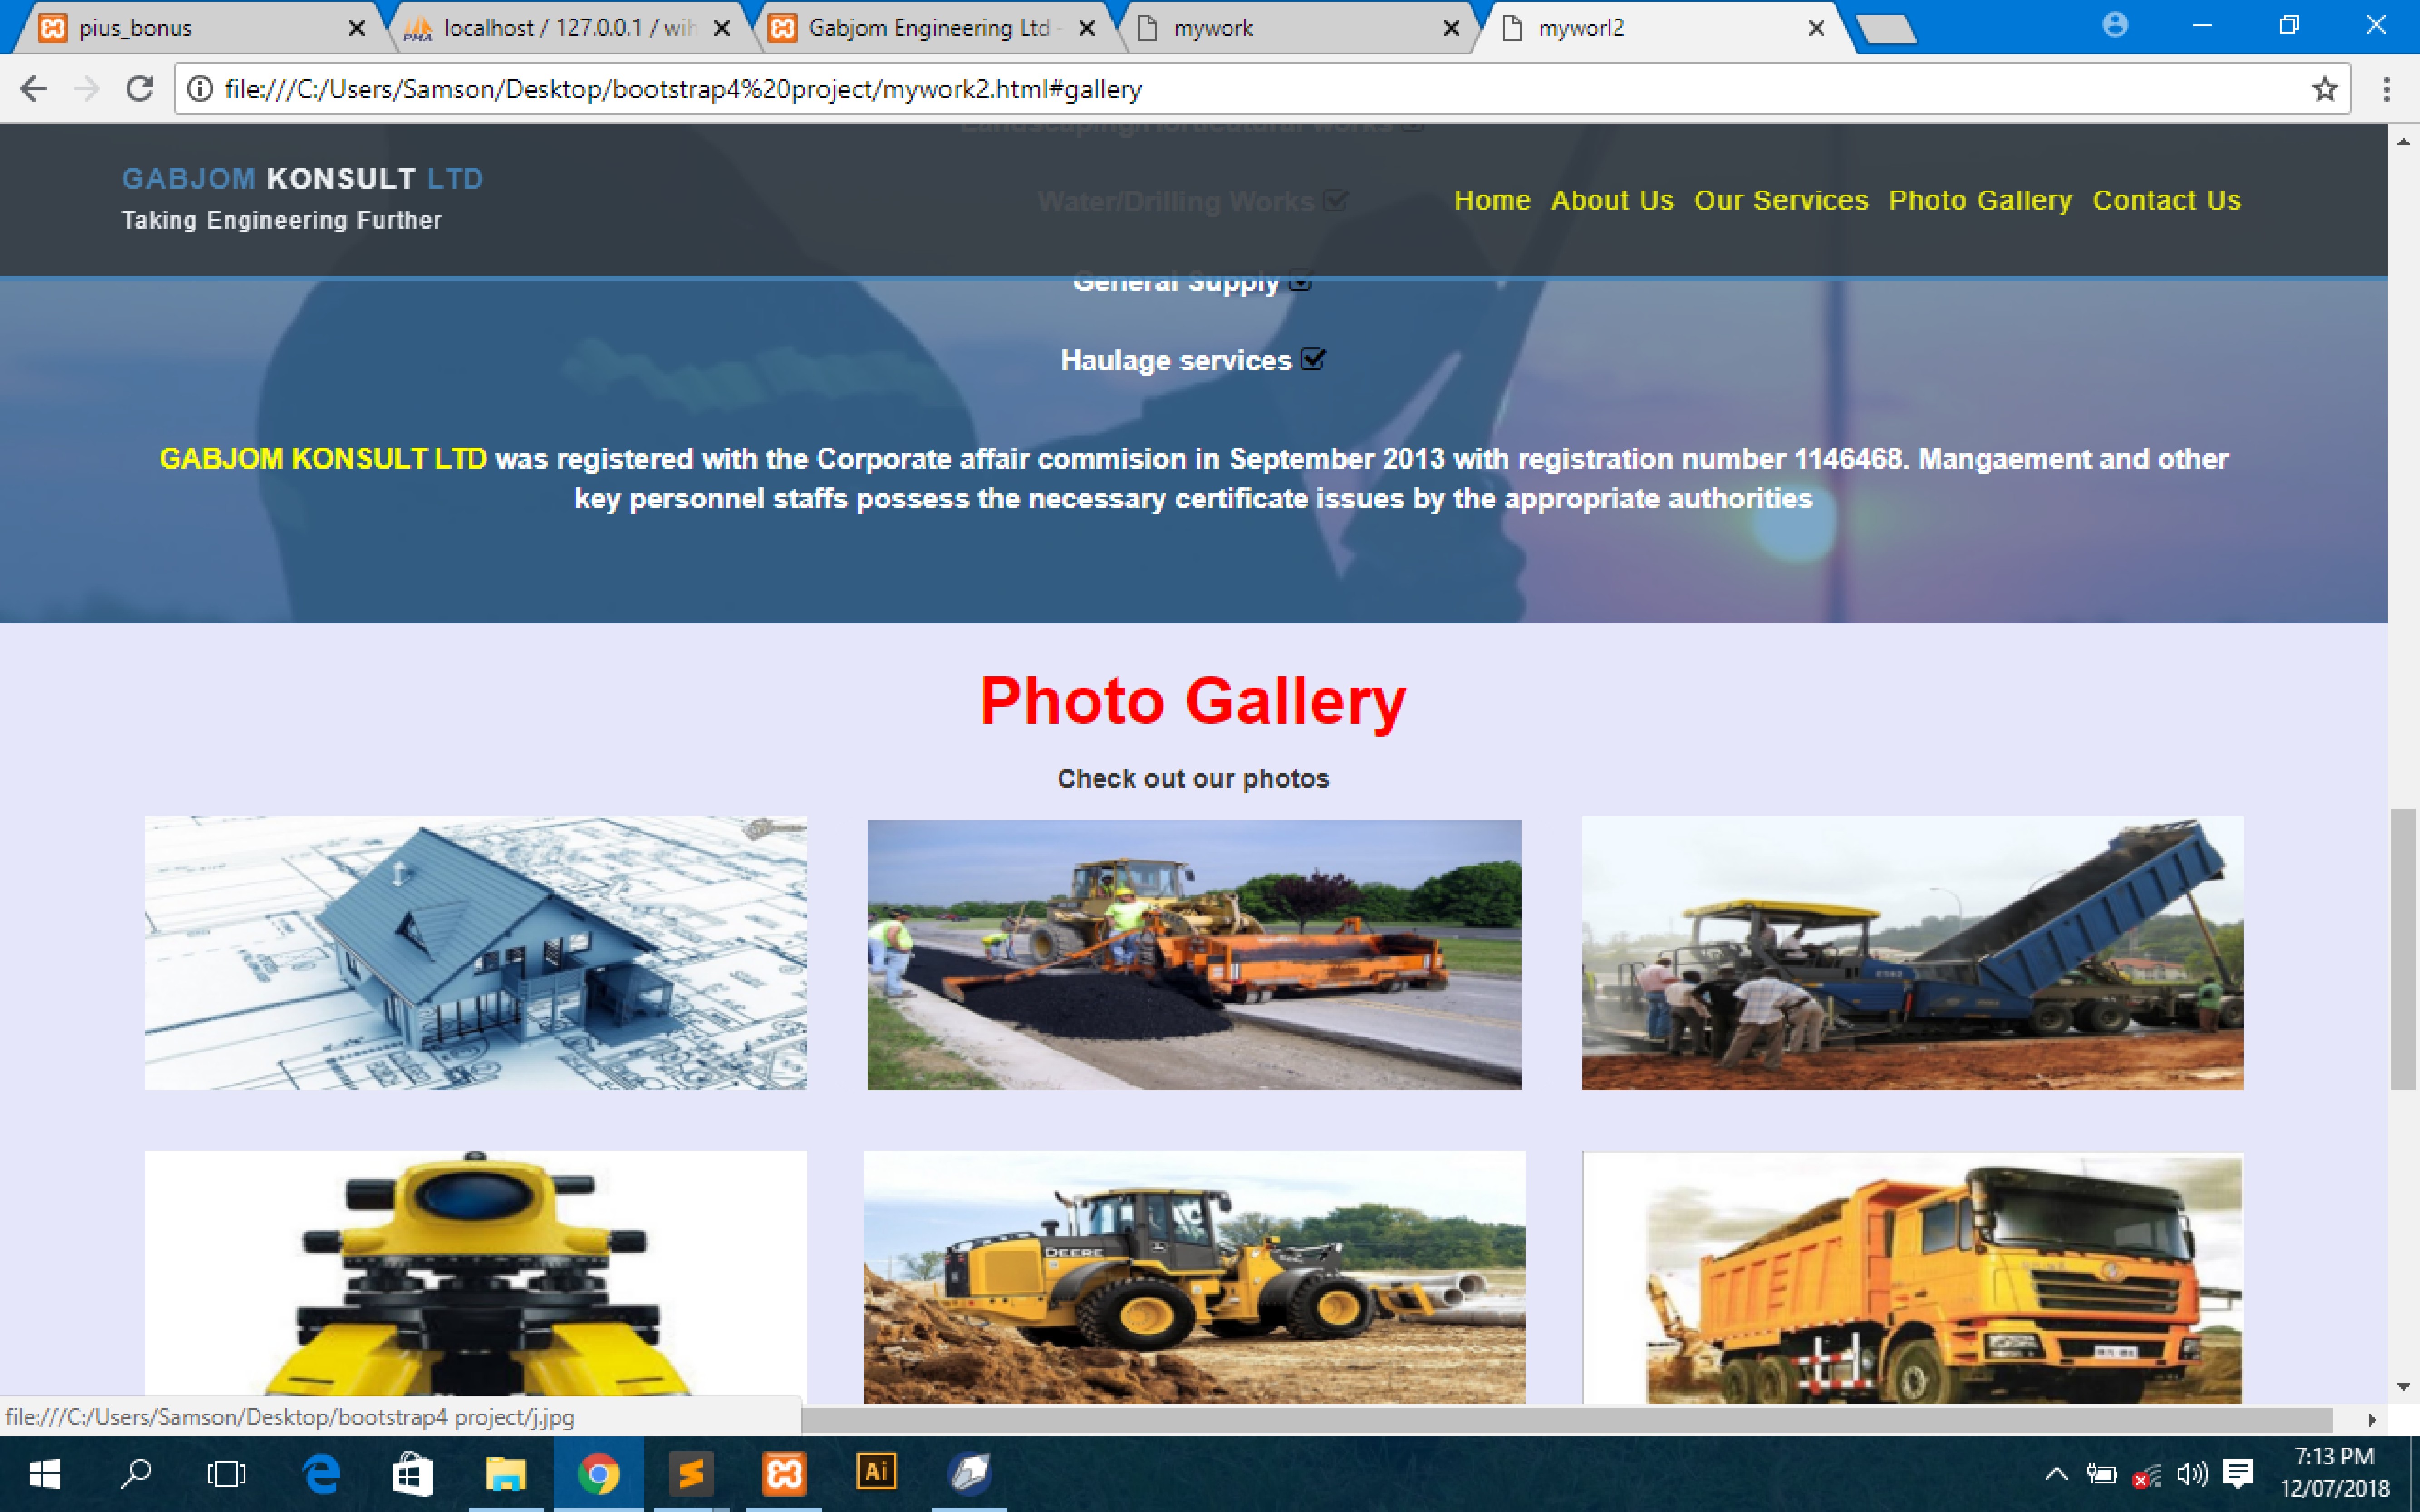 pius_bonus
localhost / 127.0.0.1 / wih
Gabjom Engineering Ltd -
mywork
myworl2
file:///C:/Users/Samson/Desktop/bootstrap4%20project/mywork2.html#gallery
Landscaping/Horticultural works
GABJOM KONSULT LTD
Taking Engineering Further
Water/Drilling Works
Home About Us Our Services Photo Gallery Contact Us
General Supply
Haulage services
GABJOM KONSULT LTD was registered with the Corporate affair commision in September 2013 with registration number 1146468. Mangaement and other
key personnel staffs possess the necessary certificate issues by the appropriate authorities
Photo Gallery
Check out our photos
DEERE
file:///C:/Users/Samson/Desktop/bootstrap4 project/j.jpg
Ai
7:13 PM
12/07/2018